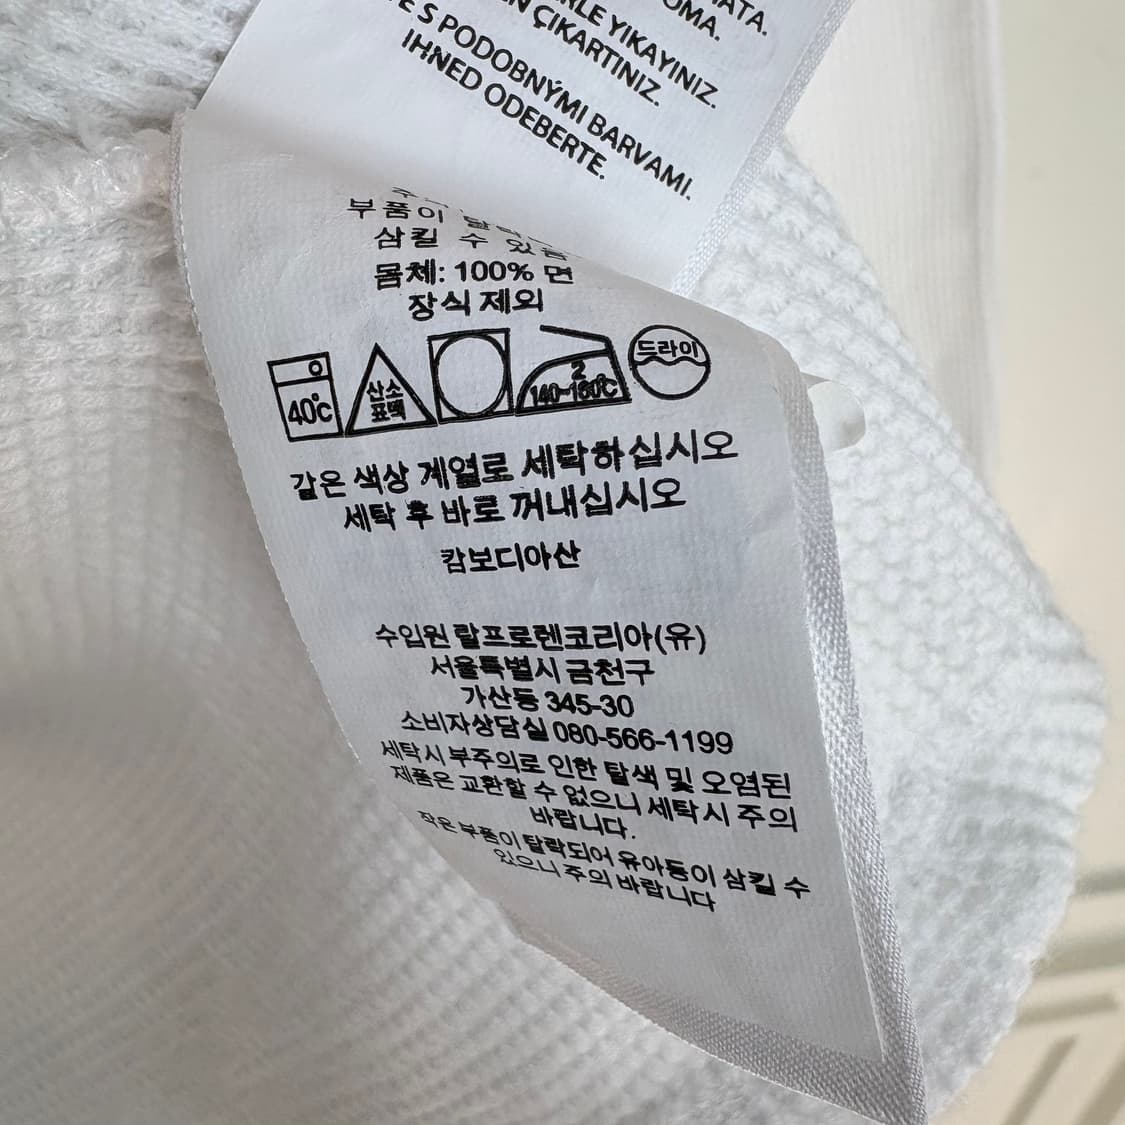 ATA.
OMA.
RLE YIKAYINIZ.
N ÇIKARTINIZ.
E S PODOBNÝMI BARVAMI.
IHNED ODEBERTE.
부품이
삼킬 수 있음
몸체: 100% 면
장식 제외
40℃
산소
표백
2
140~160℃
드라이
같은 색상 계열로 세탁하십시오
세탁 후 바로 꺼내십시오
캄보디아산
수입원 랄프로렌코리아(유)
서울특별시 금천구
가산동 345-30
소비자상담실 080-566-1199
세탁시 부주의로 인한 탈색 및 오염된
제품은 교환할 수 없으니 세탁시 주의
바랍니다.
작은 부품이 탈락되어 유아등이 삼킬 수
있으니 주의 바랍니다